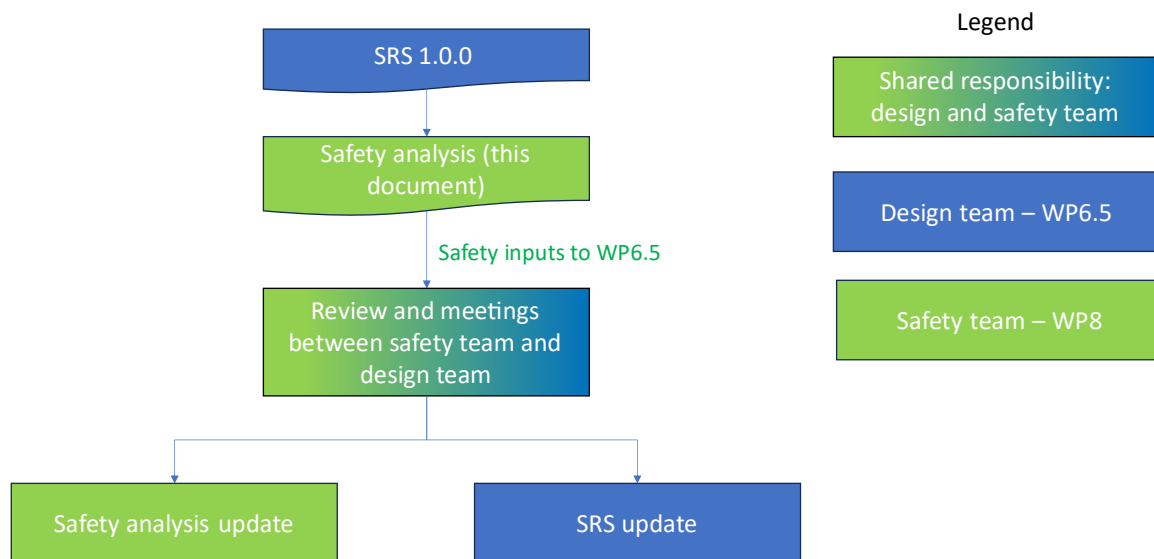 SRS 1.0.0
Safety analysis (this
document)
Safety inputs to WP6.5
Review and meetings
between safety team and
design team
Safety analysis update
SRS update
Legend
Shared responsibility:
design and safety team
Design team – WP6.5
Safety team – WP8